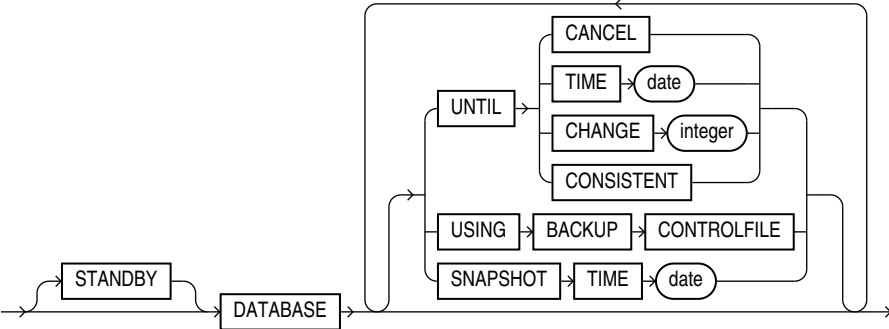 CANCEL
TIME date
UNTIL
CHANGE integer
CONSISTENT
USING BACKUP CONTROLFILE
STANDBY SNAPSHOT TIME date
DATABASE